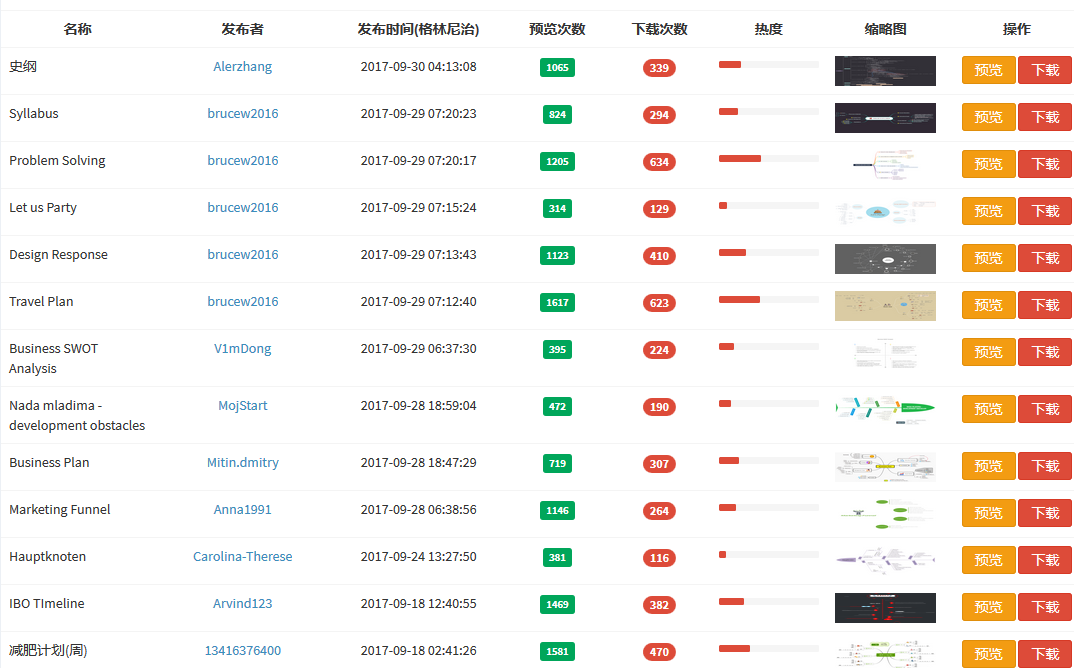 名称 发布者 发布时间(格林尼治) 预览次数 下载次数 热度 缩略图 操作
史纲 Alerzhang 2017-09-30 04:13:08 1065 339 预览 下载
Syllabus brucew2016 2017-09-29 07:20:23 824 294 预览 下载
Problem Solving brucew2016 2017-09-29 07:20:17 1205 634 预览 下载
Let us Party brucew2016 2017-09-29 07:15:24 314 129 预览 下载
Design Response brucew2016 2017-09-29 07:13:43 1123 410 预览 下载
Travel Plan brucew2016 2017-09-29 07:12:40 1617 623 预览 下载
Business SWOT V1mDong 2017-09-29 06:37:30 395 224 预览 下载
Analysis
Nada mladima - MojStart 2017-09-28 18:59:04 472 190 预览 下载
development obstacles
Business Plan Mitin.dmitry 2017-09-28 18:47:29 719 307 预览 下载
Marketing Funnel Anna1991 2017-09-28 06:38:56 1146 264 预览 下载
Hauptknoten Carolina-Therese 2017-09-24 13:27:50 381 116 预览 下载
IBO TImeline Arvind123 2017-09-18 12:40:55 1469 382 预览 下载
减肥计划(周) 13416376400 2017-09-18 02:41:26 1581 470 预览 下载